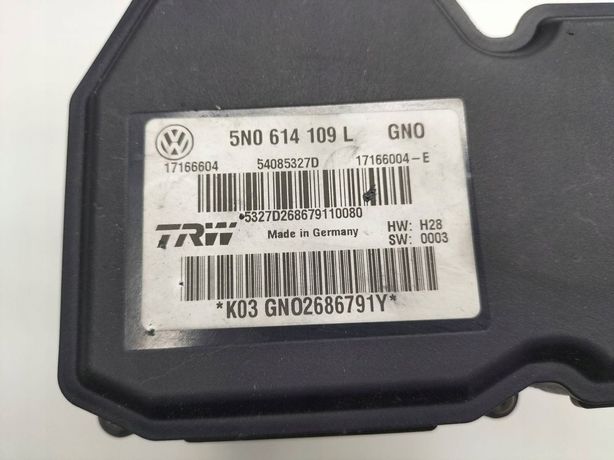 5N0 614 109 L GNO
17166604 54085327D 17166004-E
*5327D268679110080
TRW Made in Germany HW: H28
SW: 0003
*K03 GNO2686791Y*